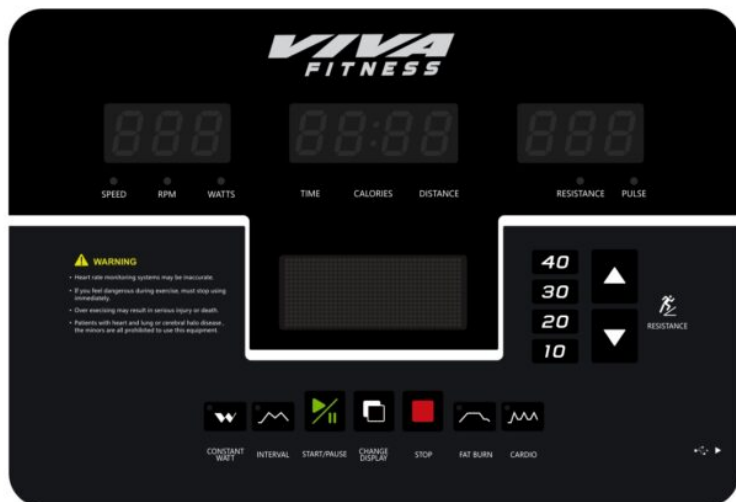 VIVA
FITNESS
SPEED RPM WATTS
TIME CALORIES DISTANCE
RESISTANCE PULSE
WARNING
• Heart rate monitoring systems may be inaccurate.
• If you feel dangerous during exercise, must stop using
immediately.
• Over execising may result in serious injury or death.
• Patients with heart and lung or cerebral halo disease,
the minors are all prohibited to use this equipment.
40
30
20
10
RESISTANCE
CONSTANT
WATT
INTERVAL
START/PAUSE
CHANGE
DISPLAY
STOP
FAT BURN
CARDIO